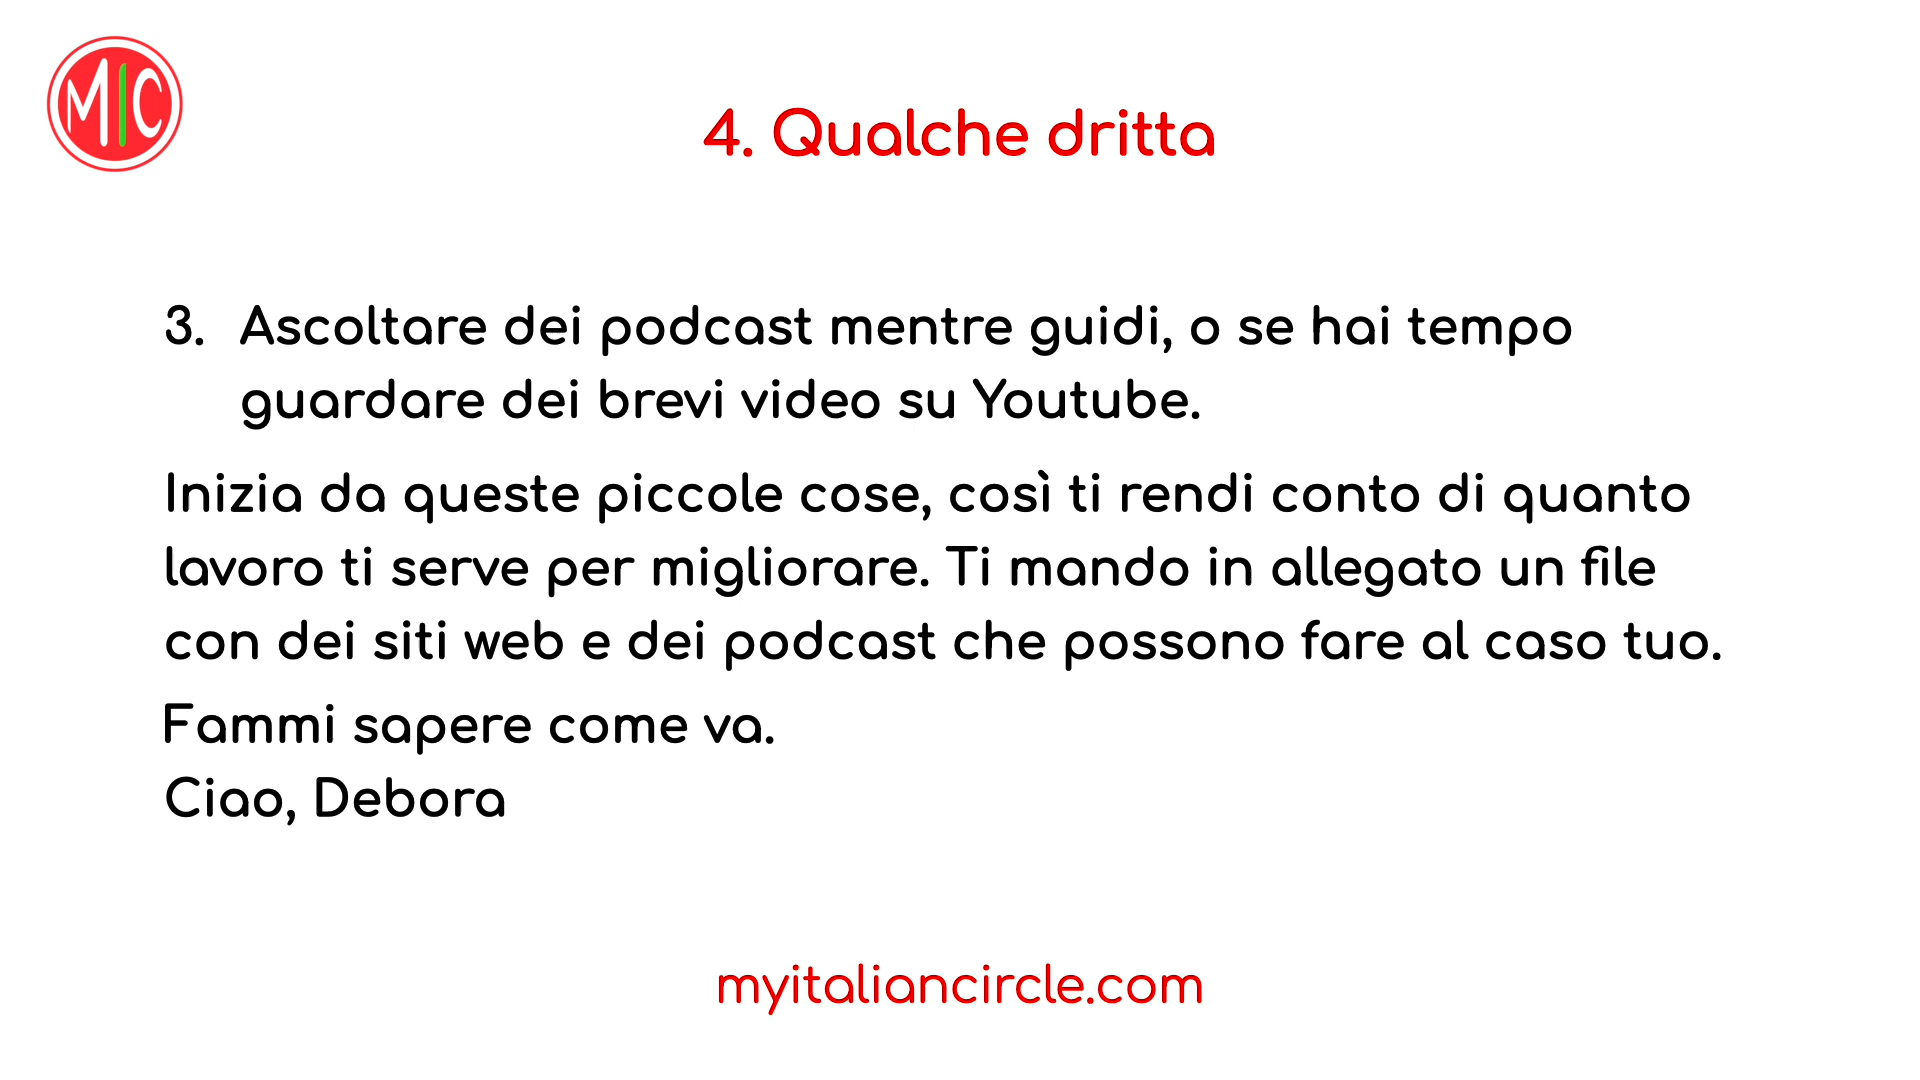 MIC
4. Qualche dritta
3. Ascoltare dei podcast mentre guidi, o se hai tempo
guardare dei brevi video su Youtube.
Inizia da queste piccole cose, così ti rendi conto di quanto
lavoro ti serve per migliorare. Ti mando in allegato un file
con dei siti web e dei podcast che possono fare al caso tuo.
Fammi sapere come va.
Ciao, Debora
myitaliancircle.com